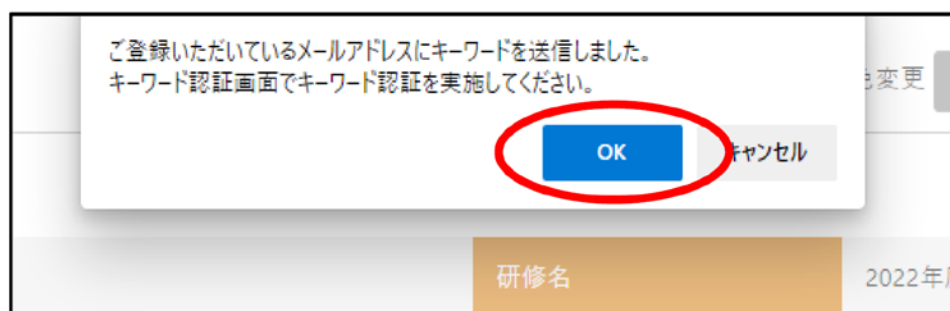 ご登録いただいているメールアドレスにキーワードを送信しました。
キーワード認証画面でキーワード認証を実施してください。
変更
OK
キャンセル
研修名
2022年